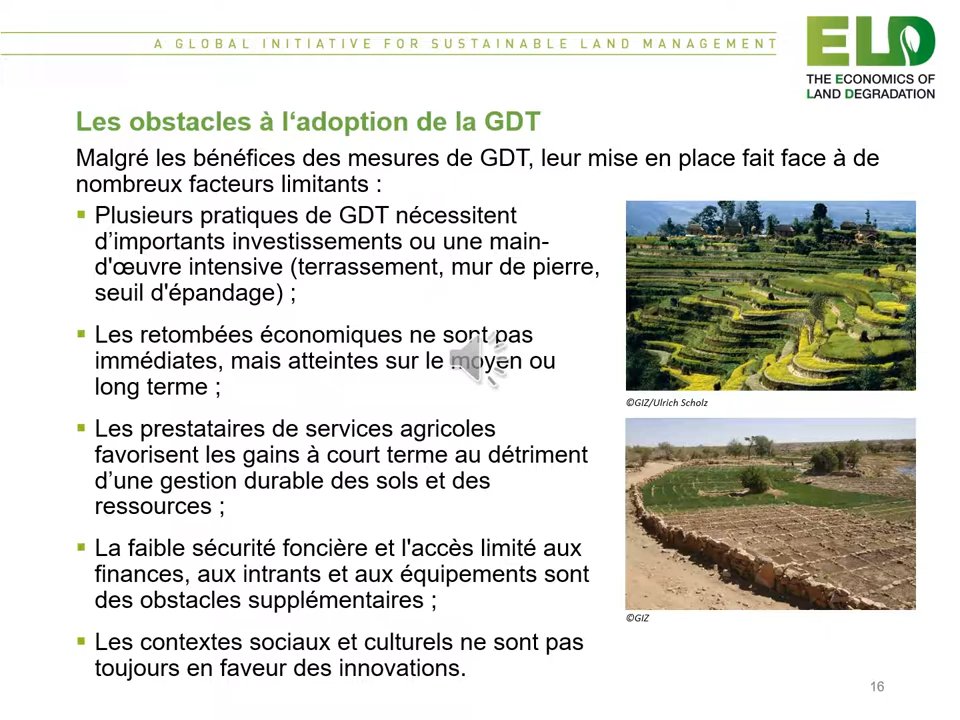 A GLOBAL INITIATIVE FOR SUSTAINABLE LAND MANAGEMENT
ELD
THE ECONOMICS OF
LAND DEGRADATION
Les obstacles à l‘adoption de la GDT
Malgré les bénéfices des mesures de GDT, leur mise en place fait face à de
nombreux facteurs limitants :
▪ Plusieurs pratiques de GDT nécessitent
d’importants investissements ou une main-
d'œuvre intensive (terrassement, mur de pierre,
seuil d'épandage) ;
▪ Les retombées économiques ne sont pas
immédiates, mais atteintes sur le moyen ou
long terme ;
▪ Les prestataires de services agricoles
favorisent les gains à court terme au détriment
d’une gestion durable des sols et des
ressources ;
▪ La faible sécurité foncière et l'accès limité aux
finances, aux intrants et aux équipements sont
des obstacles supplémentaires ;
▪ Les contextes sociaux et culturels ne sont pas
toujours en faveur des innovations.
©GIZ/Ulrich Scholz
©GIZ
16